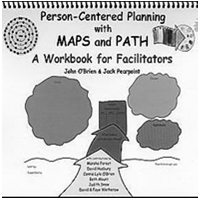 Person-Centered Planning
with
MAPS and PATH
A Workbook for Facilitators
John O'Brien & Jack Pearpoint
with contributions by
Marsha Forest
David Hasbury
Connie Lyle O'Brien
Beth Mount
Judith Snow
David & Faye Wetherow